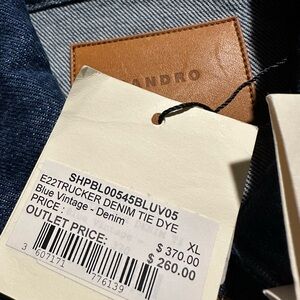 ANDRO
SHPBL00545BLUV05
E22TRUCKER DENIM TIE DYE
Blue Vintage - Denim XL
PRICE : $ 370.00
OUTLET PRICE: $ 260.00
3 607171 776139